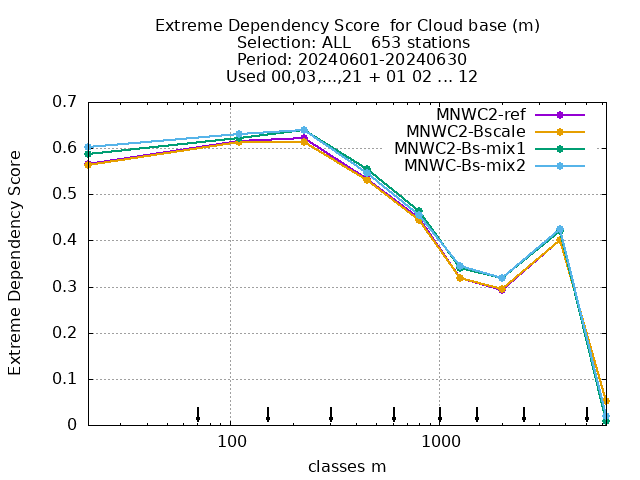 Extreme Dependency Score  for Cloud base (m)
Selection: ALL    653 stations
Period: 20240601-20240630
Used 00,03,...,21 + 01 02 ... 12
MNWC2-ref
MNWC2-Bscale
MNWC2-Bs-mix1
MNWC-Bs-mix2
Extreme Dependency Score
0.7
0.6
0.5
0.4
0.3
0.2
0.1
0
100
1000
classes m